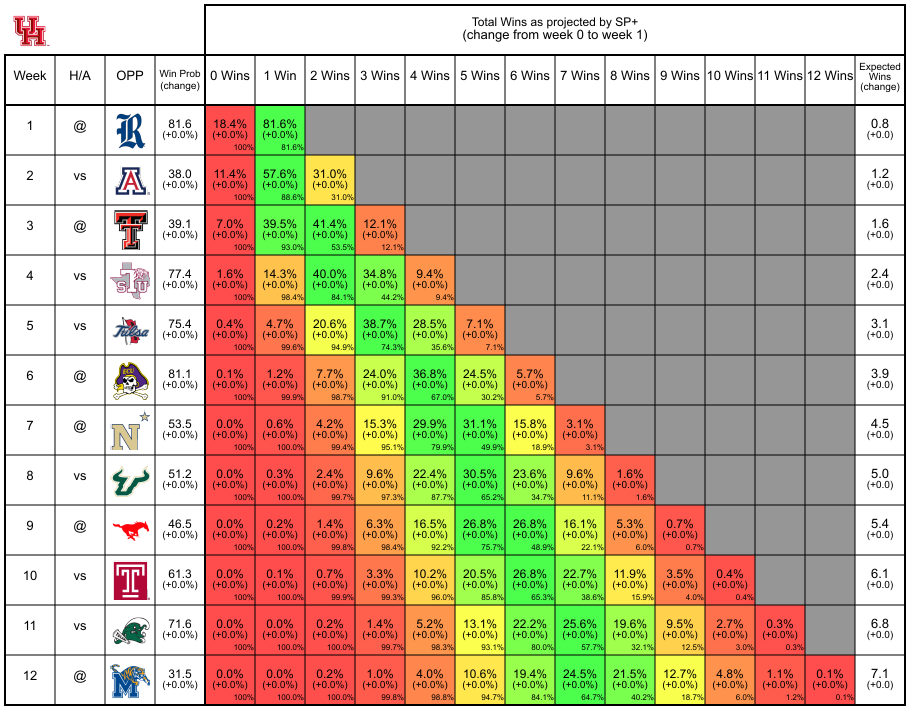 UH
Total Wins as projected by SP+
(change from week 0 to week 1)
Week H/A OPP Win Prob (change) 0 Wins 1 Win 2 Wins 3 Wins 4 Wins 5 Wins 6 Wins 7 Wins 8 Wins 9 Wins 10 Wins 11 Wins 12 Wins Expected Wins (change)
1 @ R 81.6 18.4% 81.6% 0.8
(+0.0%) (+0.0%) (+0.0%) (+0.0)
100% 81.6%
2 vs A 38.0 11.4% 57.6% 31.0% 1.2
(+0.0%) (+0.0%) (+0.0%) (+0.0%) (+0.0)
100% 88.6% 31.0%
3 @ T 39.1 7.0% 39.5% 41.4% 12.1% 1.6
(+0.0%) (+0.0%) (+0.0%) (+0.0%) (+0.0%) (+0.0)
100% 93.0% 53.5% 12.1%
4 vs TSU 77.4 1.6% 14.3% 40.0% 34.8% 9.4% 2.4
(+0.0%) (+0.0%) (+0.0%) (+0.0%) (+0.0%) (+0.0%) (+0.0)
100% 98.4% 84.1% 44.2% 9.4%
5 vs Tulsa 75.4 0.4% 4.7% 20.6% 38.7% 28.5% 7.1% 3.1
(+0.0%) (+0.0%) (+0.0%) (+0.0%) (+0.0%) (+0.0%) (+0.0%) (+0.0)
100% 99.6% 94.9% 74.3% 35.6% 7.1%
6 @ ECU 81.1 0.1% 1.2% 7.7% 24.0% 36.8% 24.5% 5.7% 3.9
(+0.0%) (+0.0%) (+0.0%) (+0.0%) (+0.0%) (+0.0%) (+0.0%) (+0.0%) (+0.0)
100% 99.9% 98.7% 91.0% 67.0% 30.2% 5.7%
7 @ N 53.5 0.0% 0.6% 4.2% 15.3% 29.9% 31.1% 15.8% 3.1% 4.5
(+0.0%) (+0.0%) (+0.0%) (+0.0%) (+0.0%) (+0.0%) (+0.0%) (+0.0%) (+0.0%) (+0.0)
100% 100.0% 99.4% 95.1% 79.9% 49.9% 18.9% 3.1%
8 vs 51.2 0.0% 0.3% 2.4% 9.6% 22.4% 30.5% 23.6% 9.6% 1.6% 5.0
(+0.0%) (+0.0%) (+0.0%) (+0.0%) (+0.0%) (+0.0%) (+0.0%) (+0.0%) (+0.0%) (+0.0%) (+0.0)
100% 100.0% 99.7% 97.3% 87.7% 65.2% 34.7% 11.1% 1.6%
9 @ 46.5 0.0% 0.2% 1.4% 6.3% 16.5% 26.8% 26.8% 16.1% 5.3% 0.7% 5.4
(+0.0%) (+0.0%) (+0.0%) (+0.0%) (+0.0%) (+0.0%) (+0.0%) (+0.0%) (+0.0%) (+0.0%) (+0.0%) (+0.0)
100% 100.0% 99.8% 98.4% 92.2% 75.7% 48.9% 22.1% 6.0% 0.7%
10 vs T 61.3 0.0% 0.1% 0.7% 3.3% 10.2% 20.5% 26.8% 22.7% 11.9% 3.5% 0.4% 6.1
(+0.0%) (+0.0%) (+0.0%) (+0.0%) (+0.0%) (+0.0%) (+0.0%) (+0.0%) (+0.0%) (+0.0%) (+0.0%) (+0.0%) (+0.0)
100% 100.0% 99.9% 99.3% 96.0% 85.8% 65.3% 38.6% 15.9% 4.0% 0.4%
11 vs 71.6 0.0% 0.0% 0.2% 1.4% 5.2% 13.1% 22.2% 25.6% 19.6% 9.5% 2.7% 0.3% 6.8
(+0.0%) (+0.0%) (+0.0%) (+0.0%) (+0.0%) (+0.0%) (+0.0%) (+0.0%) (+0.0%) (+0.0%) (+0.0%) (+0.0%) (+0.0%) (+0.0)
100% 100.0% 100.0% 99.7% 98.3% 93.1% 80.0% 57.7% 32.1% 12.5% 3.0% 0.3%
12 @ M 31.5 0.0% 0.0% 0.2% 1.0% 4.0% 10.6% 19.4% 24.5% 21.5% 12.7% 4.8% 1.1% 0.1% 7.1
(+0.0%) (+0.0%) (+0.0%) (+0.0%) (+0.0%) (+0.0%) (+0.0%) (+0.0%) (+0.0%) (+0.0%) (+0.0%) (+0.0%) (+0.0%) (+0.0%) (+0.0)
100% 100.0% 100.0% 99.8% 98.8% 94.7% 84.1% 64.7% 40.2% 18.7% 6.0% 1.2% 0.1%